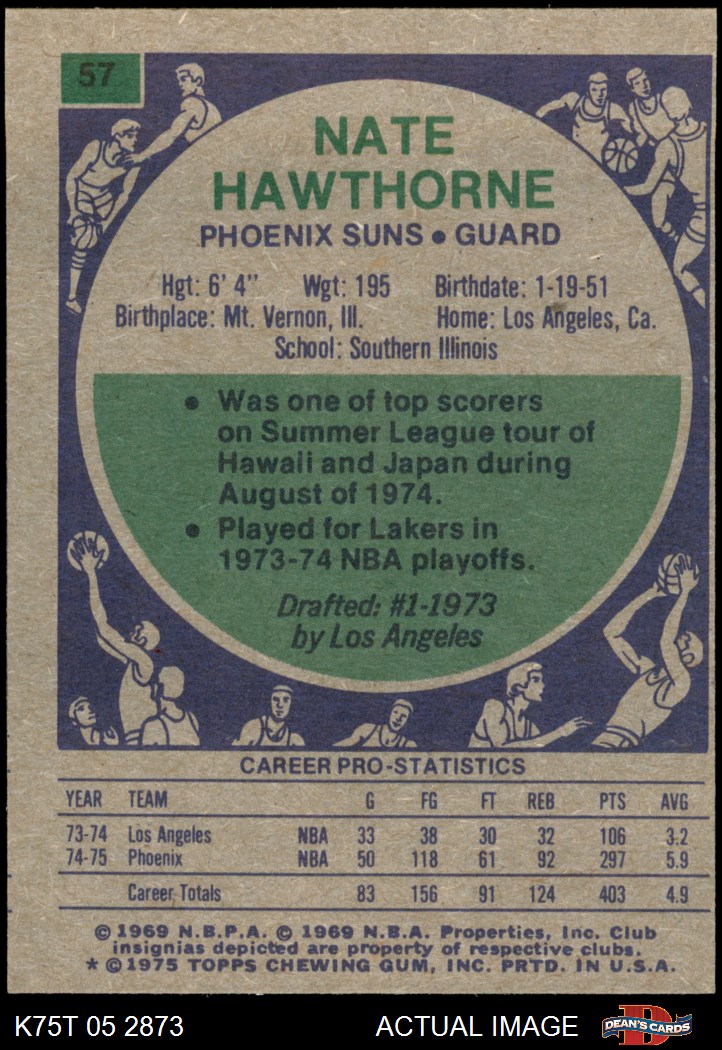 57
NATE
HAWTHORNE
PHOENIX SUNS • GUARD
Hgt: 6' 4" Wgt: 195 Birthdate: 1-19-51
Birthplace: Mt. Vernon, Ill. Home: Los Angeles, Ca.
School: Southern Illinois
• Was one of top scorers
on Summer League tour of
Hawaii and Japan during
August of 1974.
• Played for Lakers in
1973-74 NBA playoffs.
Drafted: #1-1973
by Los Angeles
CAREER PRO-STATISTICS
YEAR TEAM G FG FT REB PTS AVG
73-74 Los Angeles NBA 33 38 30 32 106 3.2
74-75 Phoenix NBA 50 118 61 92 297 5.9
Career Totals 83 156 91 124 403 4.9
© 1969 N.B.P.A. © 1969 N.B.A. Properties, Inc. Club
insignias depicted are property of respective clubs.
* © 1975 TOPPS CHEWING GUM, INC. PRTD. IN U.S.A.
K75T 05 2873 ACTUAL IMAGE D DEAN'S CARDS